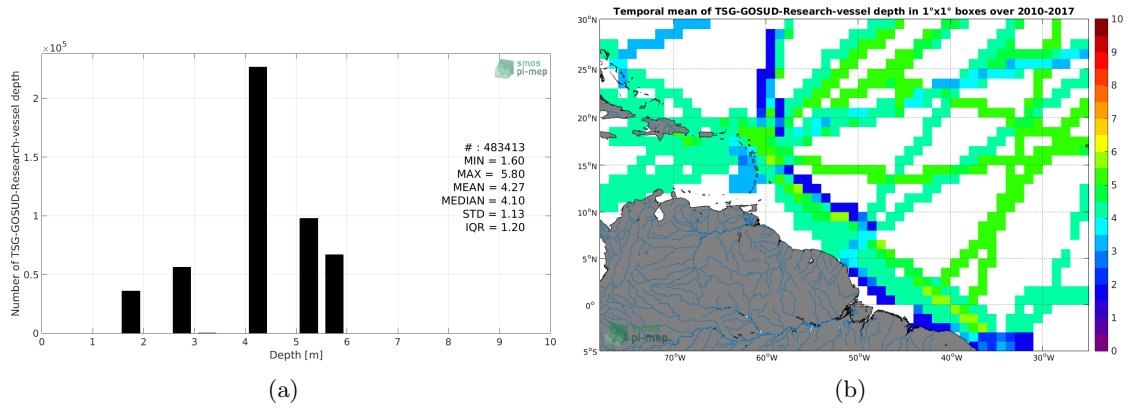 ×10⁵
Number of TSG-GOSUD-Research-vessel depth
2
1.5
1
0.5
0
0 1 2 3 4 5 6 7 8 9 10
Depth [m]
smos
pi-mep
# : 483413
MIN = 1.60
MAX = 5.80
MEAN = 4.27
MEDIAN = 4.10
STD = 1.13
IQR = 1.20
(a)
Temporal mean of TSG-GOSUD-Research-vessel depth in 1°x1° boxes over 2010-2017
30°N
25°N
20°N
15°N
10°N
5°N
0°
5°S
70°W 60°W 50°W 40°W 30°W
smos
pi-mep
10
9
8
7
6
5
4
3
2
1
0
(b)